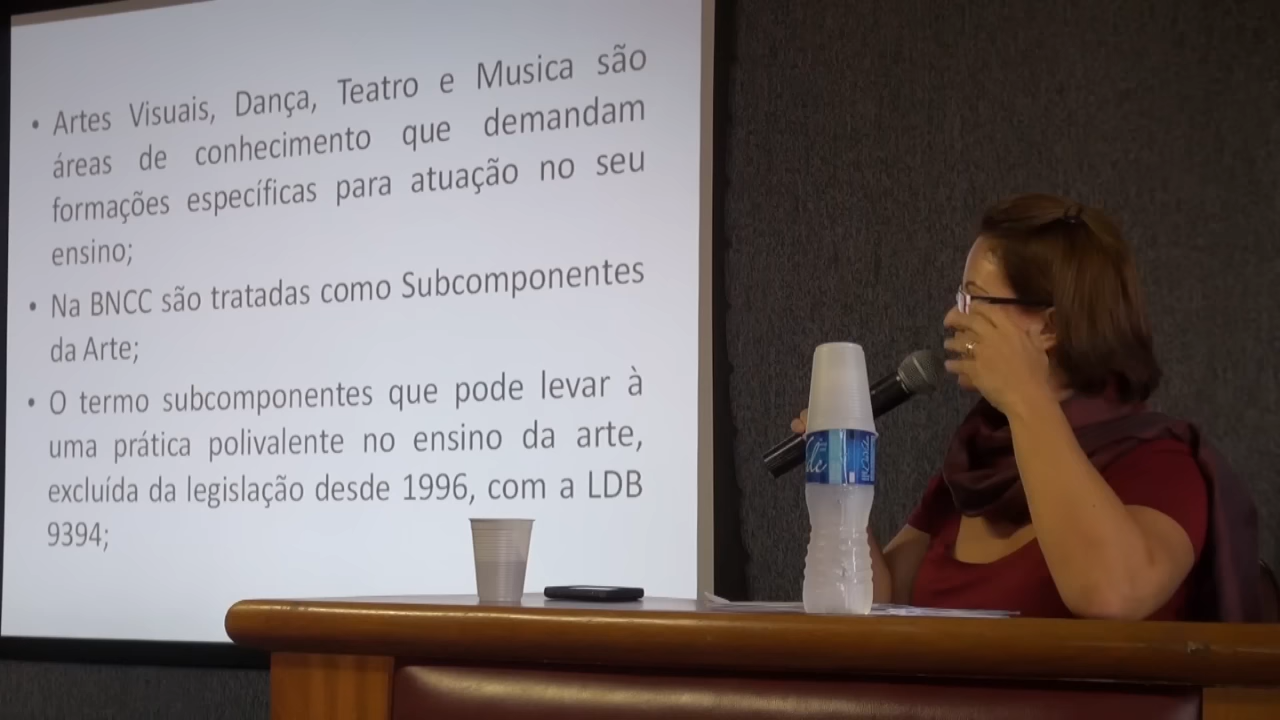 • Artes Visuais, Dança, Teatro e Musica são
áreas de conhecimento que demandam
formações específicas para atuação no seu
ensino;
• Na BNCC são tratadas como Subcomponentes
da Arte;
• O termo subcomponentes que pode levar à
uma prática polivalente no ensino da arte,
excluída da legislação desde 1996, com a LDB
9394;